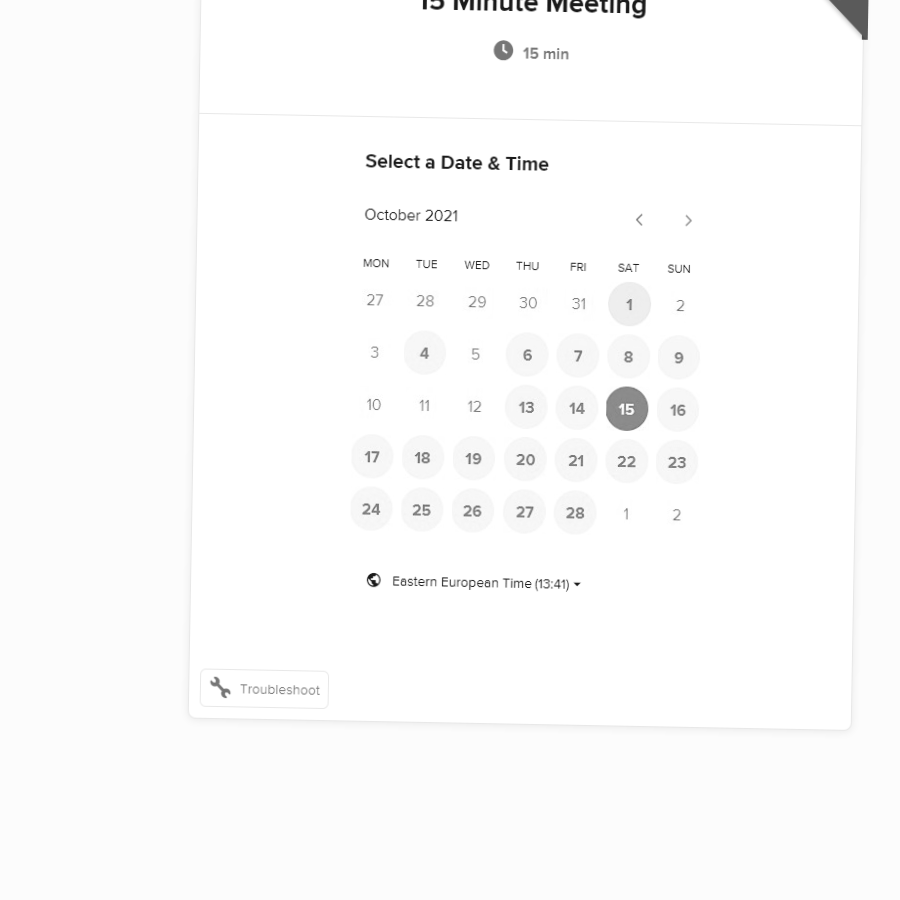 15 Minute Meeting
15 min
Select a Date & Time
October 2021
MON TUE WED THU FRI SAT SUN
27 28 29 30 31 1 2
3 4 5 6 7 8 9
10 11 12 13 14 15 16
17 18 19 20 21 22 23
24 25 26 27 28 1 2
Eastern European Time (13:41)
Troubleshoot